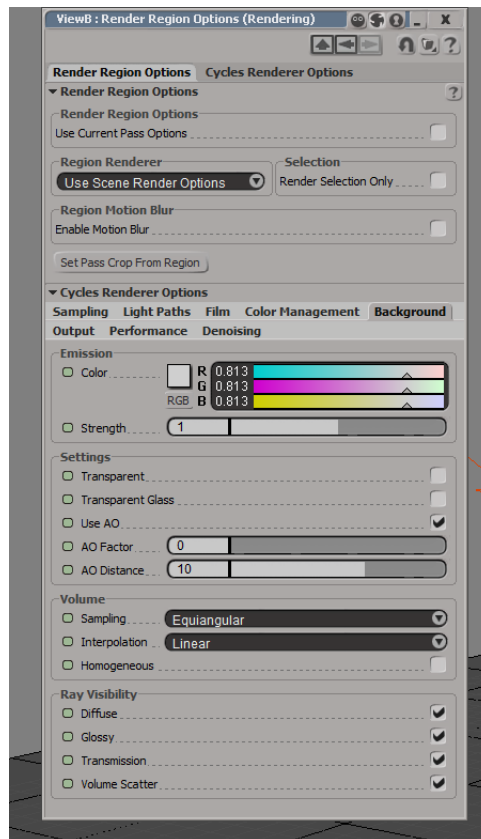 ViewB : Render Region Options (Rendering)
X
?
Render Region Options Cycles Renderer Options
Render Region Options ?
Render Region Options
Use Current Pass Options
Region Renderer Selection
Use Scene Render Options Render Selection Only
Region Motion Blur
Enable Motion Blur
Set Pass Crop From Region
Cycles Renderer Options
Sampling Light Paths Film Color Management Background
Output Performance Denoising
Emission
Color R 0.813
G 0.813
RGB B 0.813
Strength 1
Settings
Transparent
Transparent Glass
Use AO
AO Factor 0
AO Distance 10
Volume
Sampling Equiangular
Interpolation Linear
Homogeneous
Ray Visibility
Diffuse
Glossy
Transmission
Volume Scatter